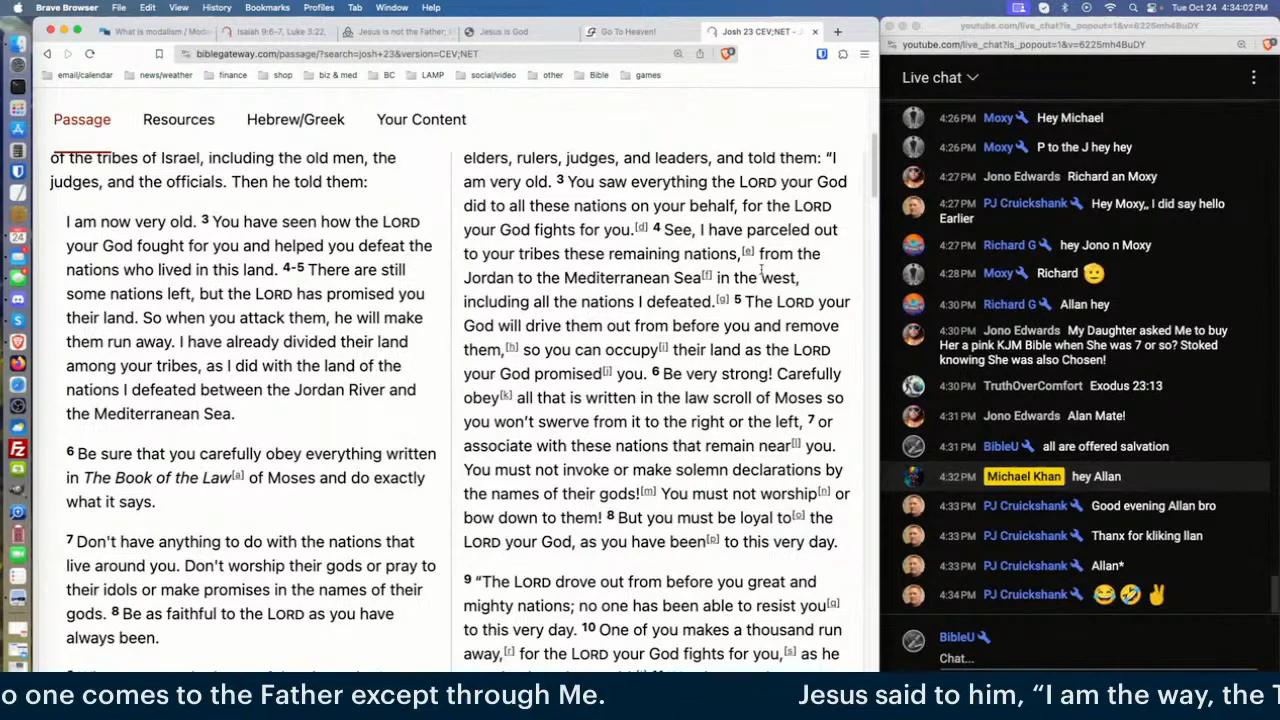 Brave Browser File Edit View History Bookmarks Profiles Tab Window Help
Tue Oct 24 4:34:02 PM
What is modalism / Mod
Isaiah 9:6-7, Luke 3:22,
Jesus is not the Father;
Jesus is God
Go To Heaven!
Josh 23 CEV;NET - J
biblegateway.com/passage/?search=josh+23&version=CEV;NET
email/calendar news/weather finance shop biz & med BC LAMP social/video other Bible games
Passage Resources Hebrew/Greek Your Content
of the tribes of Israel, including the old men, the
judges, and the officials. Then he told them:
I am now very old. 3 You have seen how the LORD
your God fought for you and helped you defeat the
nations who lived in this land. 4-5 There are still
some nations left, but the LORD has promised you
their land. So when you attack them, he will make
them run away. I have already divided their land
among your tribes, as I did with the land of the
nations I defeated between the Jordan River and
the Mediterranean Sea.
6 Be sure that you carefully obey everything written
in The Book of the Law[a] of Moses and do exactly
what it says.
7 Don't have anything to do with the nations that
live around you. Don't worship their gods or pray to
their idols or make promises in the names of their
gods. 8 Be as faithful to the LORD as you have
always been.
elders, rulers, judges, and leaders, and told them: “I
am very old. 3 You saw everything the LORD your God
did to all these nations on your behalf, for the LORD
your God fights for you.[d] 4 See, I have parceled out
to your tribes these remaining nations,[e] from the
Jordan to the Mediterranean Sea[f] in the west,
including all the nations I defeated.[g] 5 The LORD your
God will drive them out from before you and remove
them,[h] so you can occupy[i] their land as the LORD
your God promised[j] you. 6 Be very strong! Carefully
obey[k] all that is written in the law scroll of Moses so
you won’t swerve from it to the right or the left, 7 or
associate with these nations that remain near[l] you.
You must not invoke or make solemn declarations by
the names of their gods![m] You must not worship[n] or
bow down to them! 8 But you must be loyal to[o] the
LORD your God, as you have been[p] to this very day.
9 “The LORD drove out from before you great and
mighty nations; no one has been able to resist you[q]
to this very day. 10 One of you makes a thousand run
away,[r] for the LORD your God fights for you,[s] as he
youtube.com/live_chat?is_popout=1&v=6225mh4BuDY
youtube.com/live_chat?is_popout=1&v=6225mh4BuDY
Live chat
4:26 PM Moxy Hey Michael
4:26 PM Moxy P to the J hey hey
4:27 PM Jono Edwards Richard an Moxy
4:27 PM PJ Cruickshank Hey Moxy,, I did say hello
Earlier
4:27 PM Richard G hey Jono n Moxy
4:28 PM Moxy Richard
4:30 PM Richard G Allan hey
4:30 PM Jono Edwards My Daughter asked Me to buy
Her a pink KJM Bible when She was 7 or so? Stoked
knowing She was also Chosen!
4:30 PM TruthOverComfort Exodus 23:13
4:31 PM Jono Edwards Alan Mate!
4:31 PM BibleU all are offered salvation
4:32 PM Michael Khan hey Allan
4:33 PM PJ Cruickshank Good evening Allan bro
4:33 PM PJ Cruickshank Thanx for kliking llan
4:33 PM PJ Cruickshank Allan*
4:34 PM PJ Cruickshank 😂🤣✌
BibleU
Chat...
o one comes to the Father except through Me. Jesus said to him, “I am the way, the T